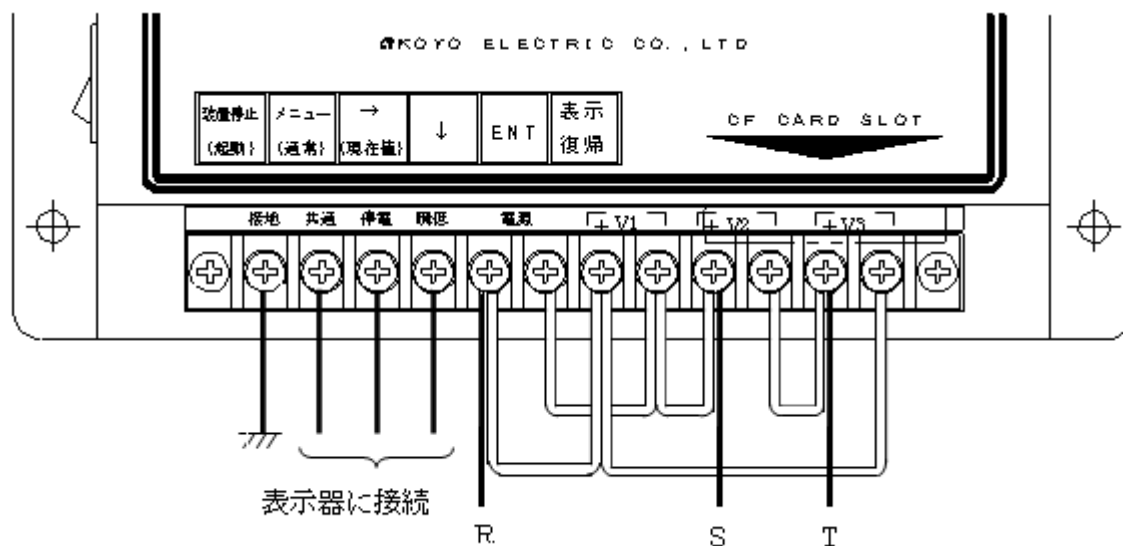 KOYO ELECTRIC CO.,LTD
装置停止 メニュー → ↓ ENT 表示
(起動) (通常) (現在値) 復帰
CF CARD SLOT
接地 共通 停電 瞬低 電源 + V1 + V2 + V3
表示器に接続
R S T